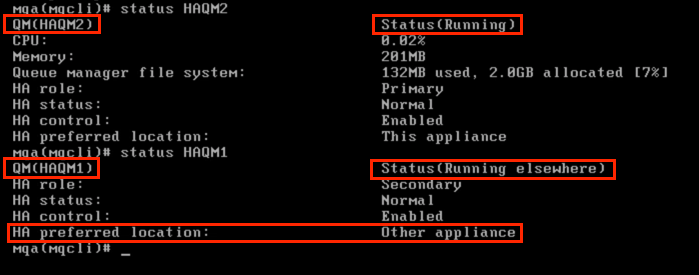 mqa(mqcli)# status HAQM2
QM(HAQM2) Status(Running)
CPU: 0.02%
Memory: 201MB
Queue manager file system: 132MB used, 2.0GB allocated [7%]
HA role: Primary
HA status: Normal
HA control: Enabled
HA preferred location: This appliance
mqa(mqcli)# status HAQM1
QM(HAQM1) Status(Running elsewhere)
HA role: Secondary
HA status: Normal
HA control: Enabled
HA preferred location: Other appliance
mqa(mqcli)# _